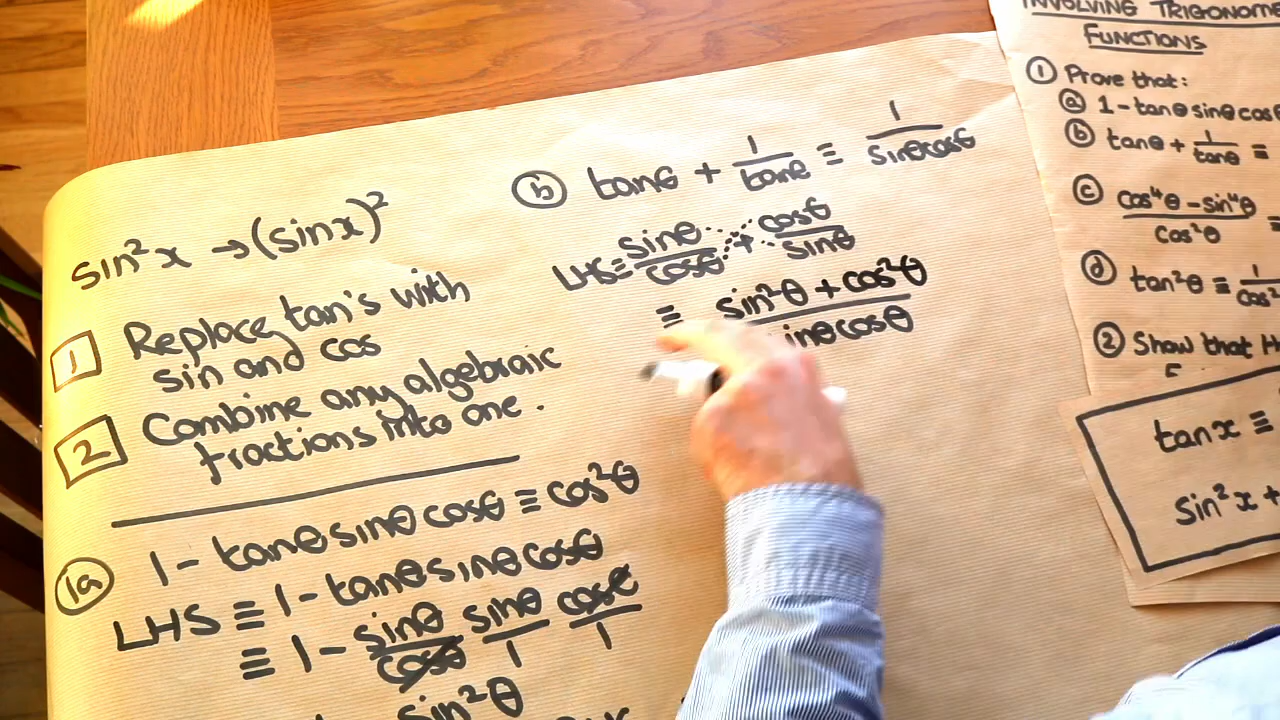 sin²x → (sinx)²
1 Replace tan's with
sin and cos
2 Combine any algebraic
fractions into one.
1a 1 - tanθ sinθ cosθ ≡ cos²θ
LHS ≡ 1 - tanθ sinθ cosθ
≡ 1 - sinθ/cosθ sinθ/1 cosθ/1
sin²θ
b tanθ + 1/tanθ ≡ 1/sinθcosθ
LHS ≡ sinθ/cosθ + cosθ/sinθ
≡ sin²θ + cos²θ / sinθcosθ
INVOLVING TRIGONOME
FUNCTIONS
1 Prove that:
a 1 - tanθ sinθ cosθ
b tanθ + 1/tanθ ≡
c cos⁴θ - sin⁴θ / cos²θ ≡
d tan²θ ≡ 1/cos²
2 Show that
tanx ≡
sin²x +